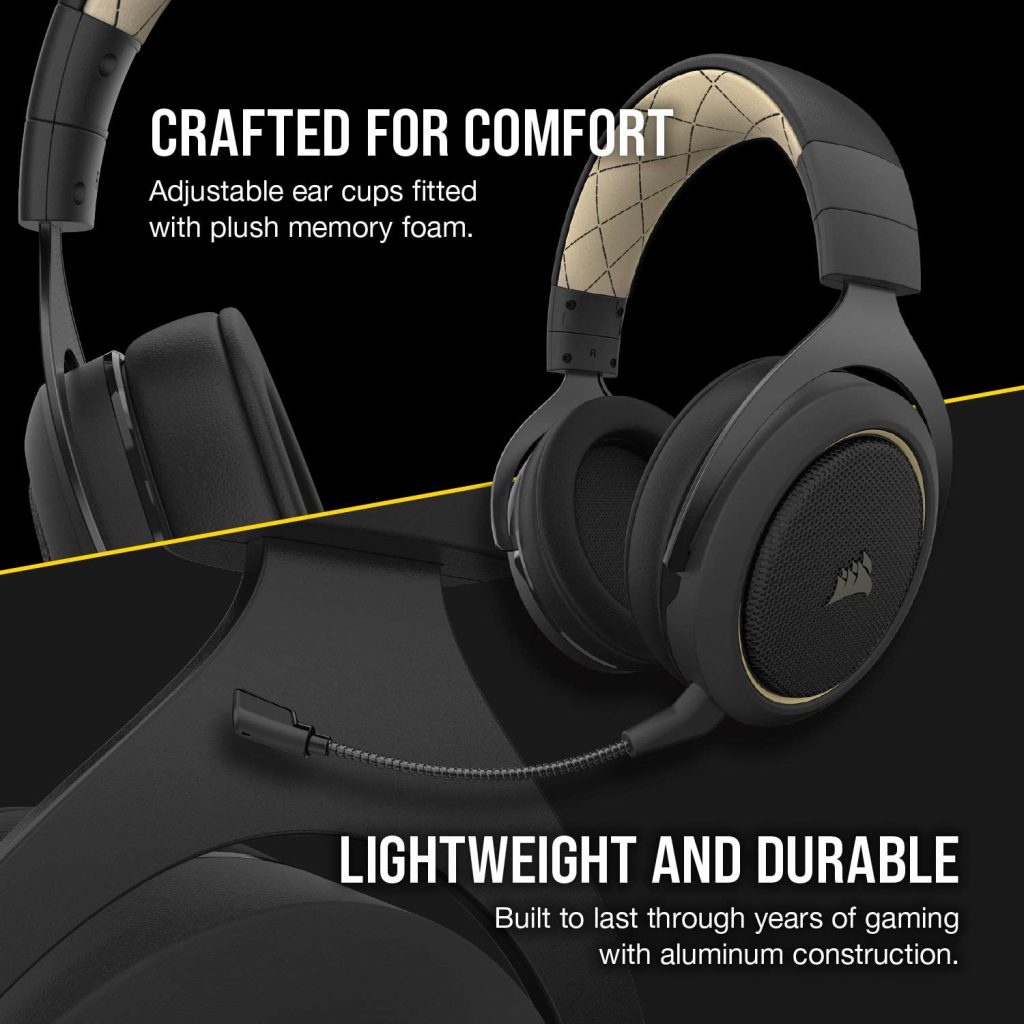 CRAFTED FOR COMFORT
Adjustable ear cups fitted
with plush memory foam.
R
LIGHTWEIGHT AND DURABLE
Built to last through years of gaming
with aluminum construction.